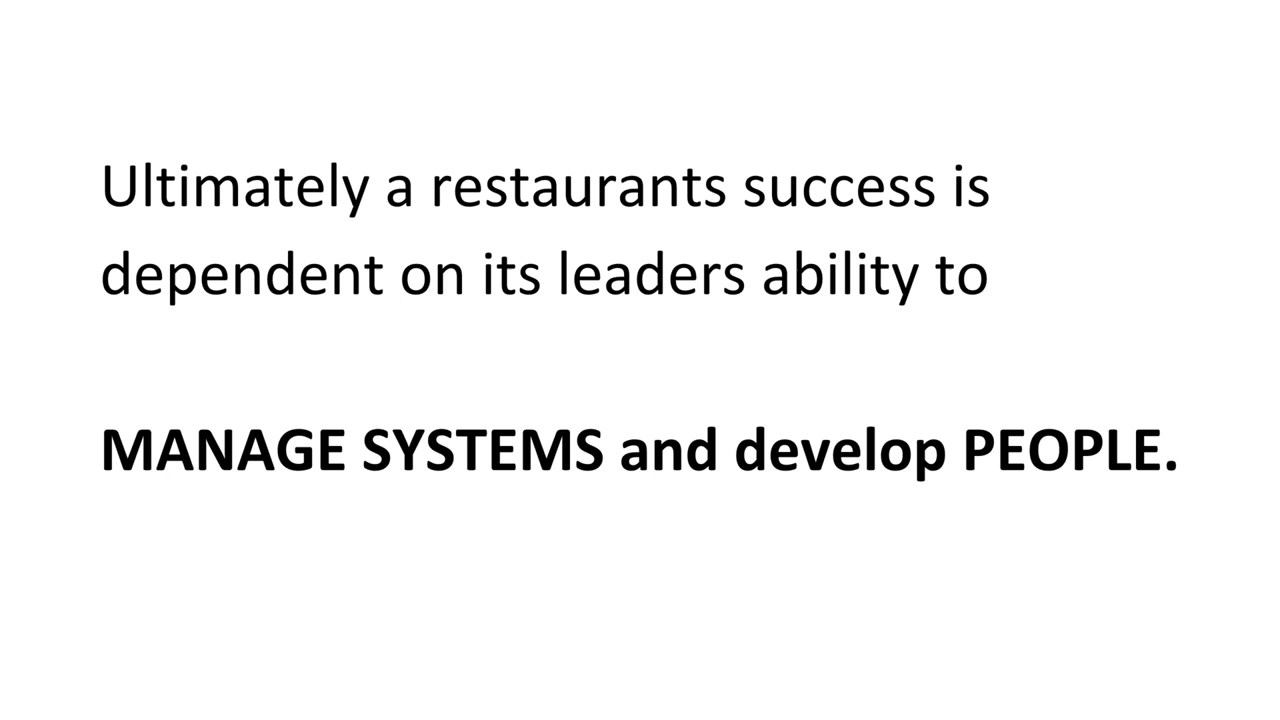 Ultimately a restaurants success is
dependent on its leaders ability to
MANAGE SYSTEMS and develop PEOPLE.